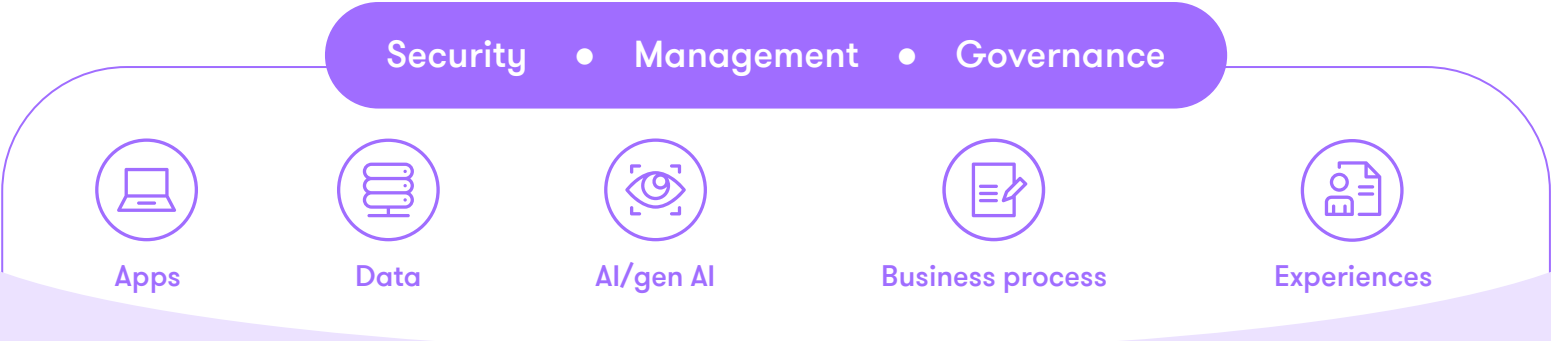 Security • Management • Governance
Apps Data AI/gen AI Business process Experiences